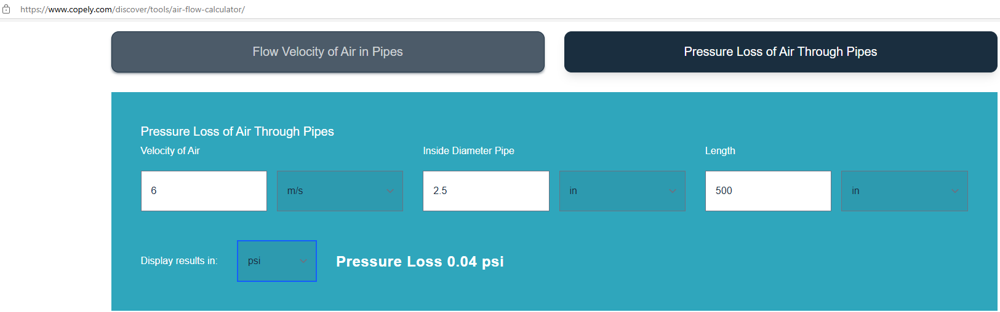 https://www.copely.com/discover/tools/air-flow-calculator/
Flow Velocity of Air in Pipes
Pressure Loss of Air Through Pipes
Pressure Loss of Air Through Pipes
Velocity of Air
Inside Diameter Pipe
Length
6
m/s
2.5
in
500
in
Display results in:
psi
Pressure Loss 0.04 psi